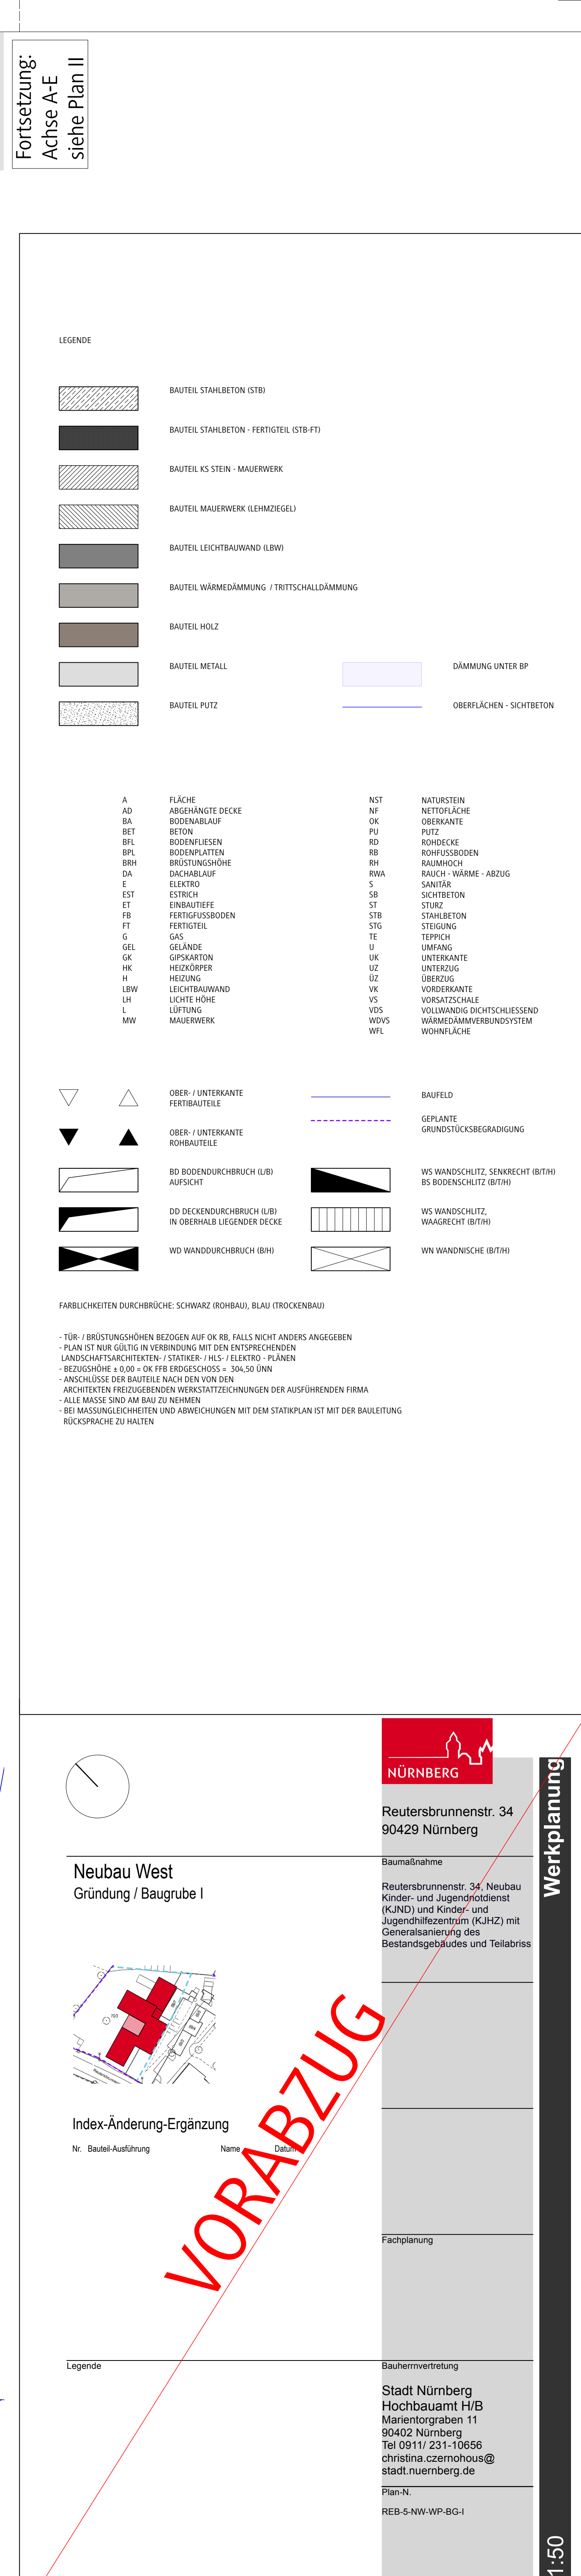 Fortsetzung:
Achse A-E
siehe Plan II
LEGENDE
BAUTEIL STAHLBETON (STB)
BAUTEIL STAHLBETON - FERTIGTEIL (STB-FT)
BAUTEIL KS STEIN - MAUERWERK
BAUTEIL MAUERWERK (LEHMZIEGEL)
BAUTEIL LEICHTBAUWAND (LBW)
BAUTEIL WÄRMEDÄMMUNG / TRITTSCHALLDÄMMUNG
BAUTEIL HOLZ
BAUTEIL METALL
DÄMMUNG UNTER BP
BAUTEIL PUTZ
OBERFLÄCHEN - SICHTBETON
A FLÄCHE
AD ABGEHÄNGTE DECKE
BA BODENABLAUF
BET BETON
BFL BODENFLIESEN
BPL BODENPLATTEN
BRH BRÜSTUNGSHÖHE
DA DACHABLAUF
E ELEKTRO
EST ESTRICH
ET EINBAUTIEFE
FB FERTIGFUSSBODEN
FT FERTIGTEIL
G GAS
GEL GELÄNDE
GK GIPSKARTON
HK HEIZKÖRPER
H HEIZUNG
LBW LEICHTBAUWAND
LH LICHTE HÖHE
L LÜFTUNG
MW MAUERWERK
NST NATURSTEIN
NF NETTOFLÄCHE
OK OBERKANTE
PU PUTZ
RD ROHDECKE
RB ROHFUSSBODEN
RH RAUMHOCH
RWA RAUCH - WÄRME - ABZUG
S SANITÄR
SB SICHTBETON
ST STURZ
STB STAHLBETON
STG STEIGUNG
TE TEPPICH
U UMFANG
UK UNTERKANTE
UZ UNTERZUG
ÜZ ÜBERZUG
VK VORDERKANTE
VS VORSATZSCHALE
VDS VOLLWANDIG DICHTSCHLIESSEND
WDVS WÄRMEDÄMMVERBUNDSYSTEM
WFL WOHNFLÄCHE
OBER- / UNTERKANTE
FERTIBAUTEILE
OBER- / UNTERKANTE
ROHBAUTEILE
BAUFELD
GEPLANTE
GRUNDSTÜCKSBEGRADIGUNG
BD BODENDURCHBRUCH (L/B)
AUFSICHT
DD DECKENDURCHBRUCH (L/B)
IN OBERHALB LIEGENDER DECKE
WD WANDDURCHBRUCH (B/H)
WS WANDSCHLITZ, SENKRECHT (B/T/H)
BS BODENSCHLITZ (B/T/H)
WS WANDSCHLITZ,
WAAGRECHT (B/T/H)
WN WANDNISCHE (B/T/H)
FARBLICHKEITEN DURCHBRÜCHE: SCHWARZ (ROHBAU), BLAU (TROCKENBAU)
- TÜR- / BRÜSTUNGSHÖHEN BEZOGEN AUF OK RB, FALLS NICHT ANDERS ANGEGEBEN
- PLAN IST NUR GÜLTIG IN VERBINDUNG MIT DEN ENTSPRECHENDEN
LANDSCHAFTSARCHITEKTEN- / STATIKER- / HLS- / ELEKTRO - PLÄNEN
- BEZUGSHÖHE ± 0,00 = OK FFB ERDGESCHOSS = 304,50 ÜNN
- ANSCHLÜSSE DER BAUTEILE NACH DEN VON DEN
ARCHITEKTEN FREIZUGEBENDEN WERKSTATTZEICHNUNGEN DER AUSFÜHRENDEN FIRMA
- ALLE MASSE SIND AM BAU ZU NEHMEN
- BEI MASSUNGLEICHHEITEN UND ABWEICHUNGEN MIT DEM STATIKPLAN IST MIT DER BAULEITUNG
RÜCKSPRACHE ZU HALTEN
NÜRNBERG
Reutersbrunnenstr. 34
90429 Nürnberg
Werkplanung
Baumaßnahme
Neubau West
Gründung / Baugrube I
Reutersbrunnenstr. 34, Neubau
Kinder- und Jugendnotdienst
(KJND) und Kinder- und
Jugendhilfezentrum (KJHZ) mit
Generalsanierung des
Bestandsgebäudes und Teilabriss
VORABZUG
Index-Änderung-Ergänzung
Nr. Bauteil-Ausführung Name Datum
Fachplanung
Legende
Bauherrnvertretung
Stadt Nürnberg
Hochbauamt H/B
Marientorgraben 11
90402 Nürnberg
Tel 0911/ 231-10656
christina.czernohous@
stadt.nuernberg.de
Plan-N.
REB-5-NW-WP-BG-I
1:50